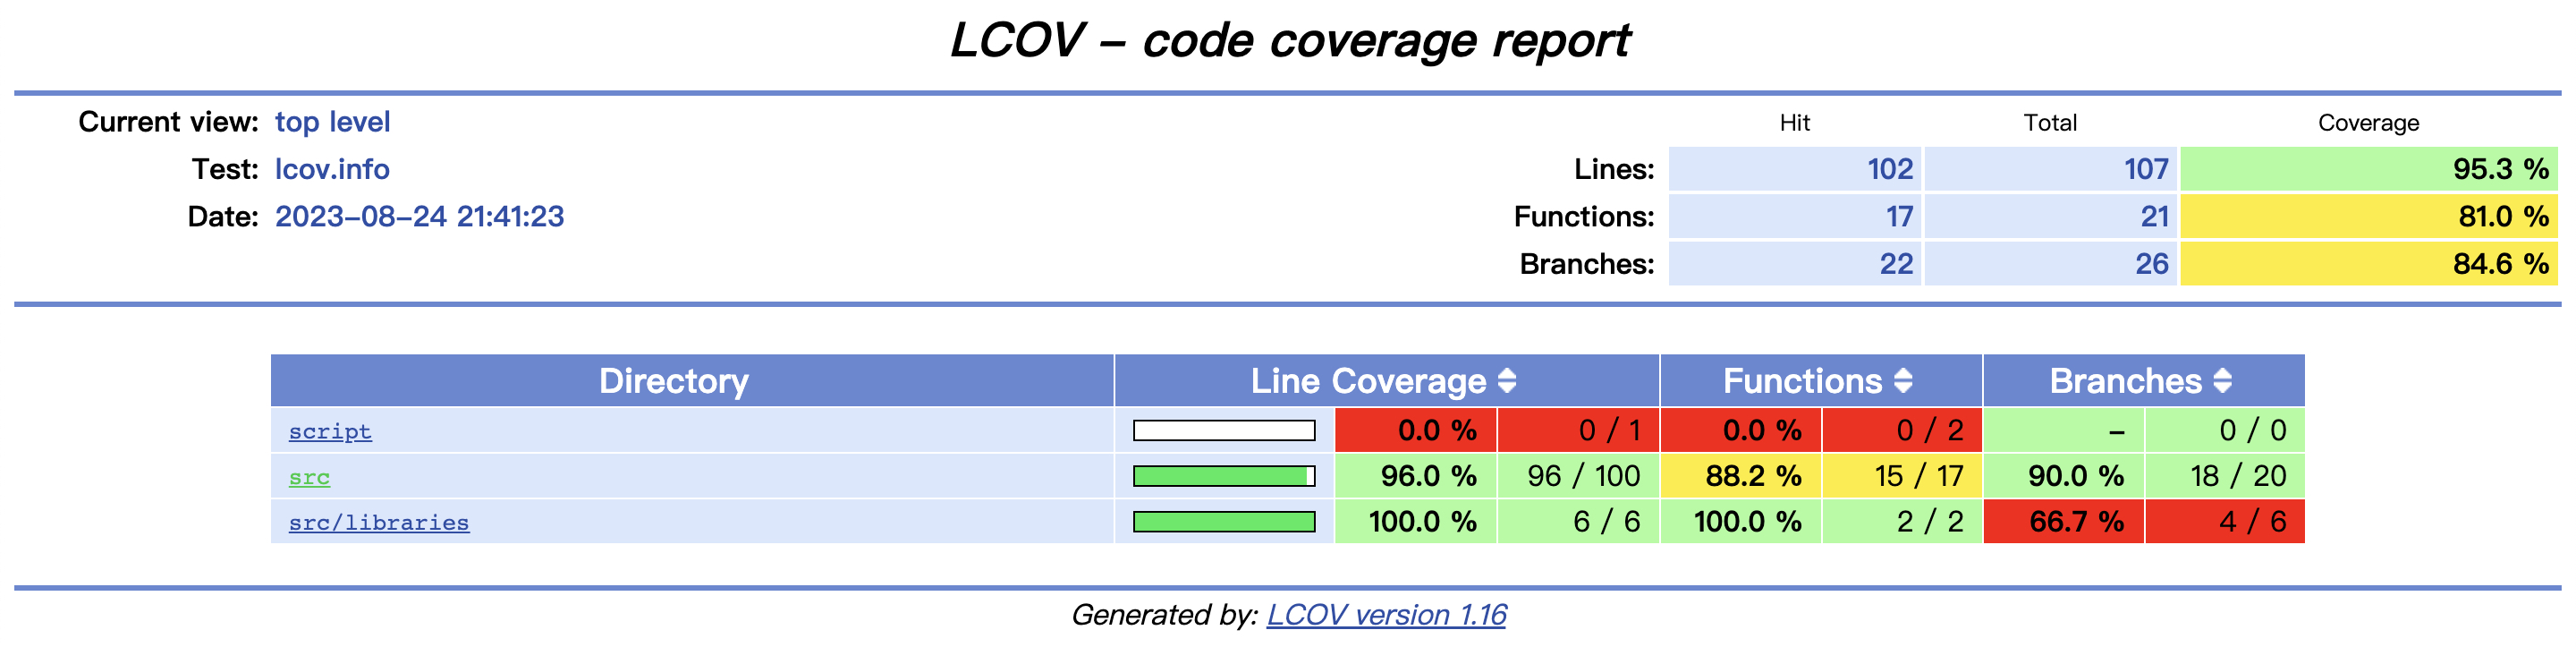 LCOV – code coverage report
Current view: top level
Hit Total Coverage
Test: lcov.info
Lines: 102 107 95.3 %
Date: 2023–08–24 21:41:23
Functions: 17 21 81.0 %
Branches: 22 26 84.6 %
Directory Line Coverage Functions Branches
script 0.0 % 0 / 1 0.0 % 0 / 2 – 0 / 0
src 96.0 % 96 / 100 88.2 % 15 / 17 90.0 % 18 / 20
src/libraries 100.0 % 6 / 6 100.0 % 2 / 2 66.7 % 4 / 6
Generated by: LCOV version 1.16